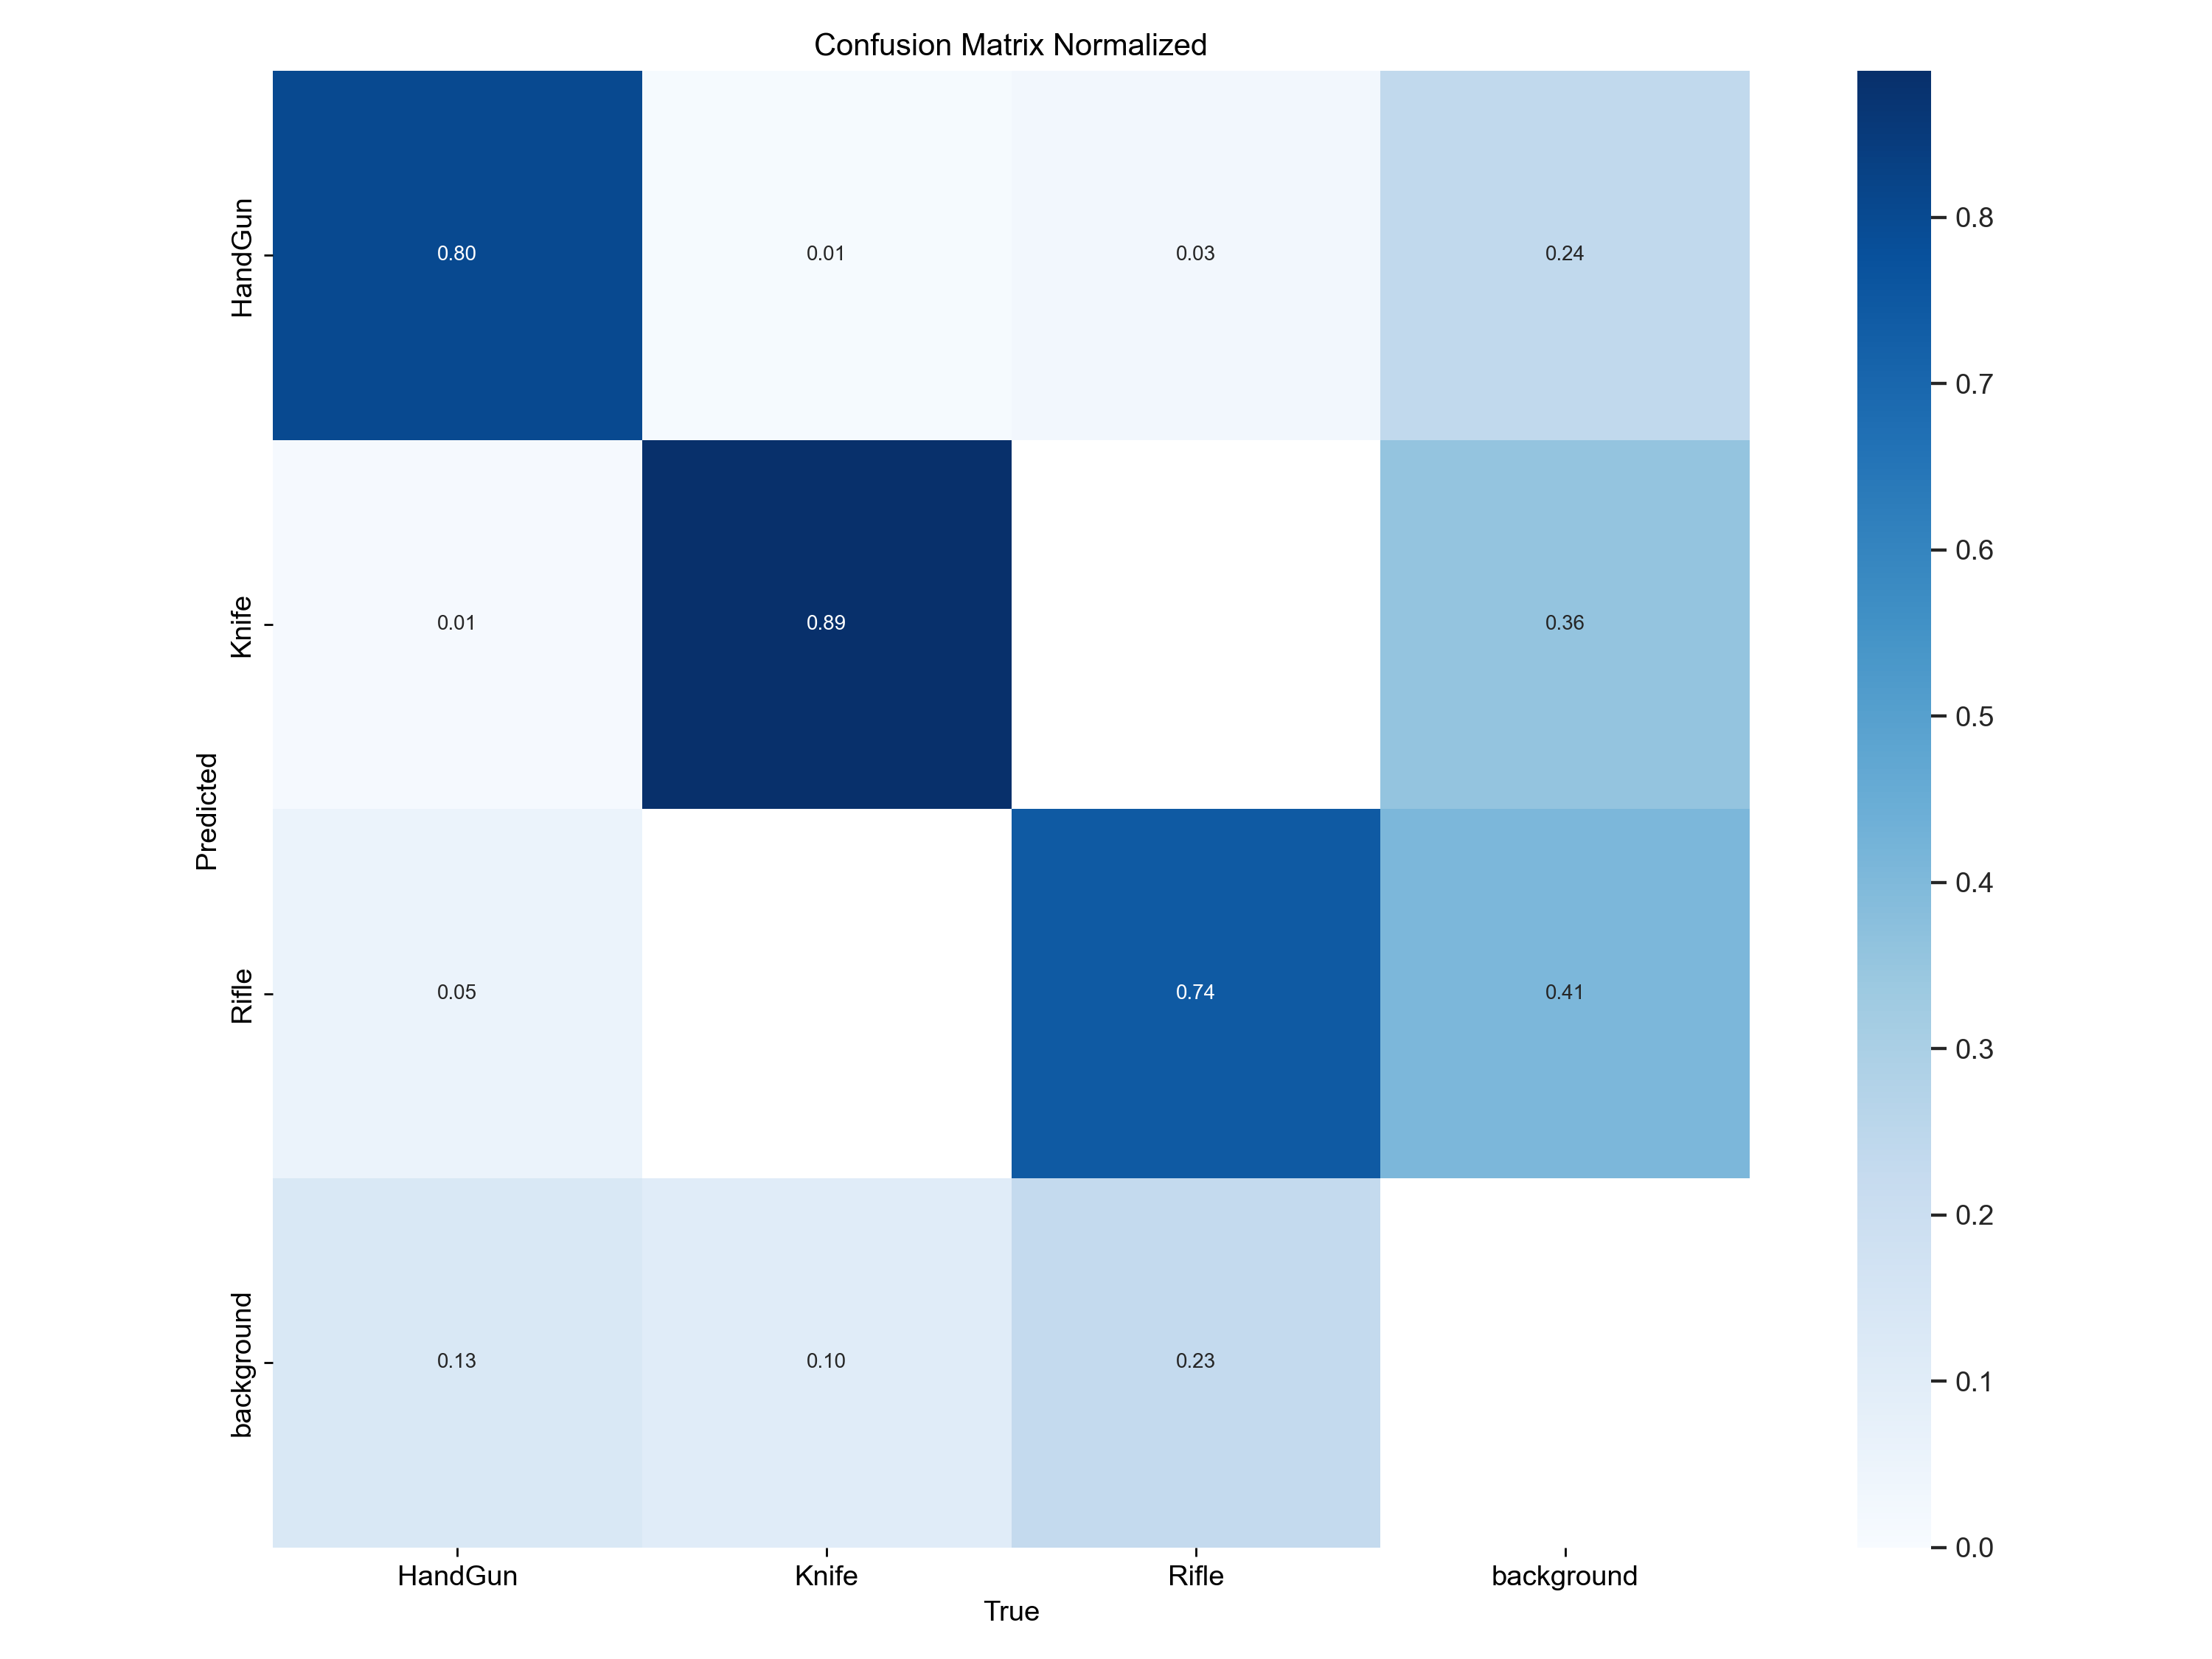 Confusion Matrix Normalized
HandGun
0.80
0.01
0.03
0.24
Knife
0.01
0.89
0.36
Rifle
0.05
0.74
0.41
background
0.13
0.10
0.23
Predicted
HandGun
Knife
Rifle
background
True
0.8
0.7
0.6
0.5
0.4
0.3
0.2
0.1
0.0